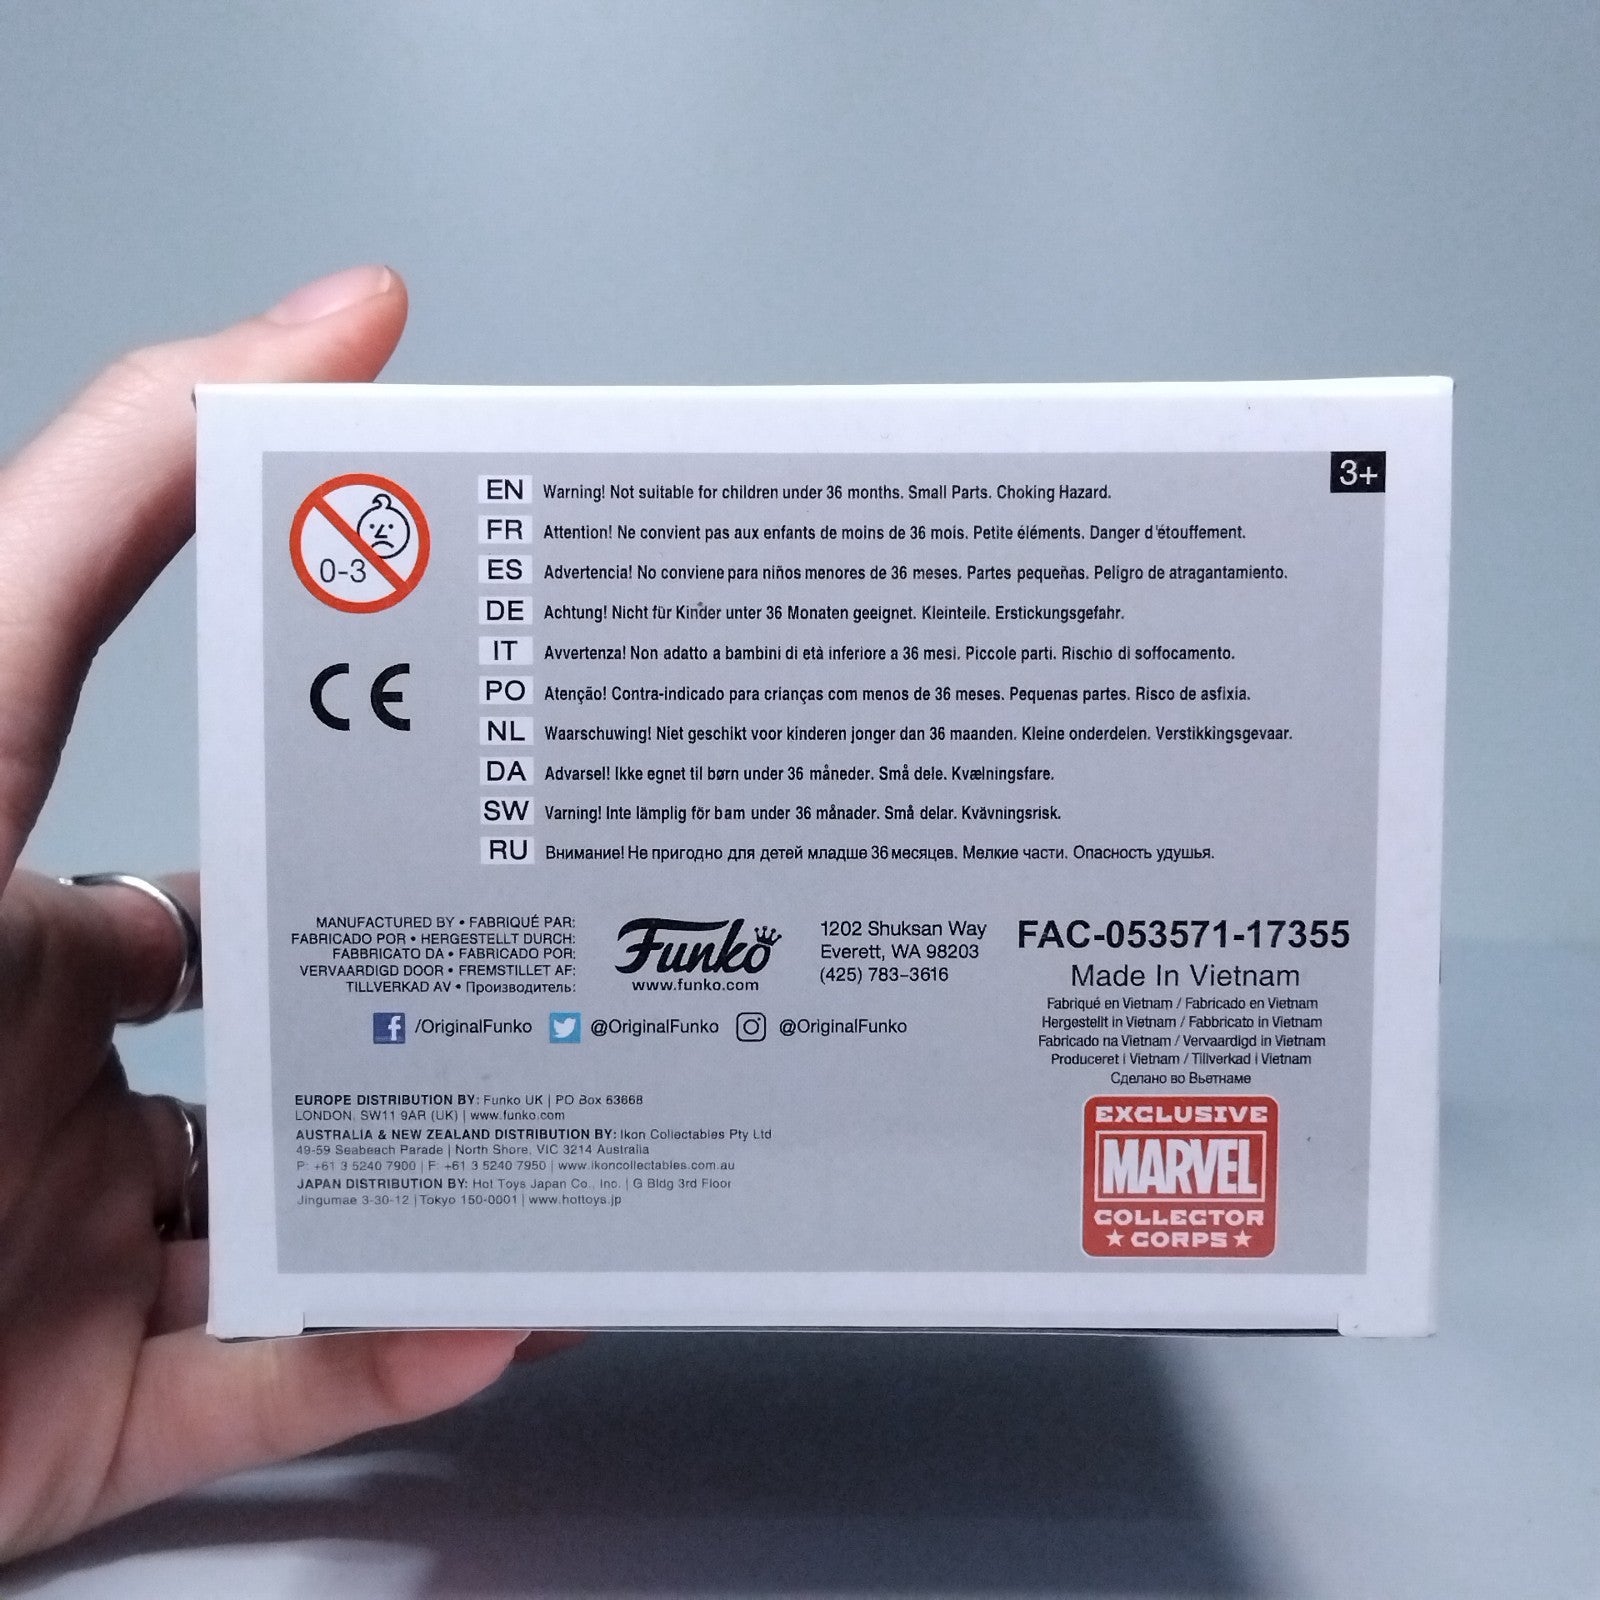 3+
0-3
EN Warning! Not suitable for children under 36 months. Small Parts. Choking Hazard.
FR Attention! Ne convient pas aux enfants de moins de 36 mois. Petite éléments. Danger d'étouffement.
ES Advertencia! No conviene para niños menores de 36 meses. Partes pequeñas. Peligro de atragantamiento.
DE Achtung! Nicht für Kinder unter 36 Monaten geeignet. Kleinteile. Erstickungsgefahr.
IT Avvertenza! Non adatto a bambini di età inferiore a 36 mesi. Piccole parti. Rischio di soffocamento.
PO Atenção! Contra-indicado para crianças com menos de 36 meses. Pequenas partes. Risco de asfixia.
NL Waarschuwing! Niet geschikt voor kinderen jonger dan 36 maanden. Kleine onderdelen. Verstikkingsgevaar.
DA Advarsel! Ikke egnet til børn under 36 måneder. Små dele. Kvælningsfare.
SW Varning! Inte lämplig för bam under 36 månader. Små delar. Kvävningsrisk.
RU Внимание! Не пригодно для детей младше 36 месяцев. Мелкие части. Опасность удушья.
CE
MANUFACTURED BY • FABRIQUÉ PAR:
FABRICADO POR • HERGESTELLT DURCH:
FABBRICATO DA • FABRICADO POR:
VERVAARDIGD DOOR • FREMSTILLET AF:
TILLVERKAD AV • Производитель:
Funko
www.funko.com
1202 Shuksan Way
Everett, WA 98203
(425) 783-3616
/OriginalFunko @OriginalFunko @OriginalFunko
FAC-053571-17355
Made In Vietnam
Fabriqué en Vietnam / Fabricado en Vietnam
Hergestellt in Vietnam / Fabbricato in Vietnam
Fabricado na Vietnam / Vervaardigd in Vietnam
Produceret i Vietnam / Tillverkad i Vietnam
Сделано во Вьетнаме
EUROPE DISTRIBUTION BY: Funko UK | PO Box 63668
LONDON, SW11 9AR (UK) | www.funko.com
AUSTRALIA & NEW ZEALAND DISTRIBUTION BY: Ikon Collectables Pty Ltd
49-59 Seabeach Parade | North Shore, VIC 3214 Australia
P: +61 3 5240 7900 | F: +61 3 5240 7950 | www.ikoncollectables.com.au
JAPAN DISTRIBUTION BY: Hot Toys Japan Co., Inc. | G Bldg 3rd Floor
Jingumae 3-30-12 | Tokyo 150-0001 | www.hottoys.jp
EXCLUSIVE
MARVEL
COLLECTOR
CORPS